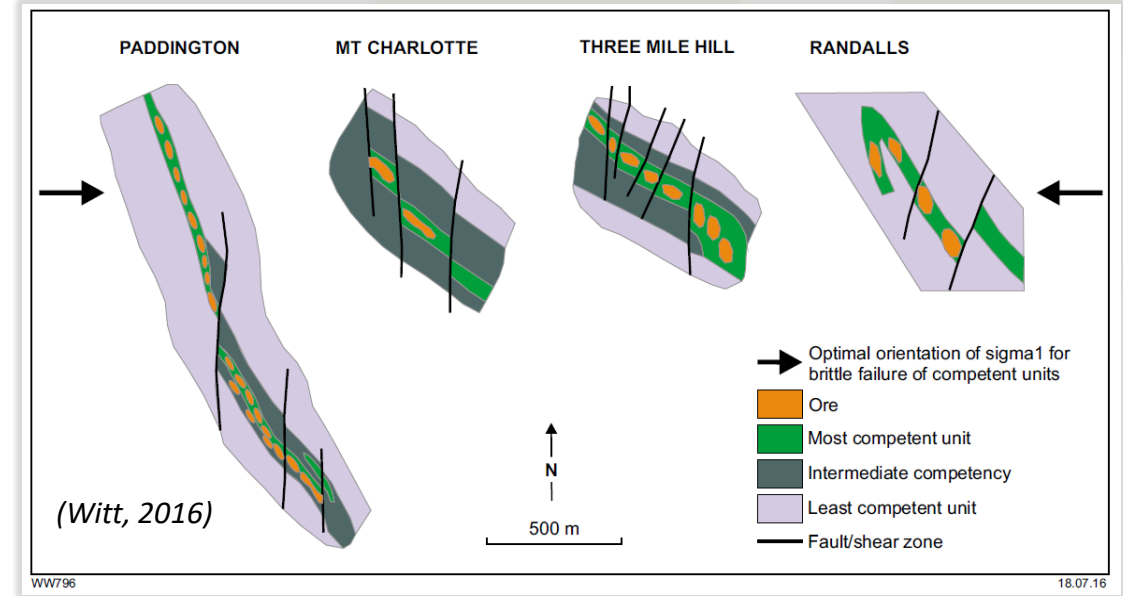 PADDINGTON
MT CHARLOTTE
THREE MILE HILL
RANDALLS
Optimal orientation of sigma1 for
brittle failure of competent units
Ore
Most competent unit
Intermediate competency
Least competent unit
Fault/shear zone
N
500 m
(Witt, 2016)
WW796
18.07.16